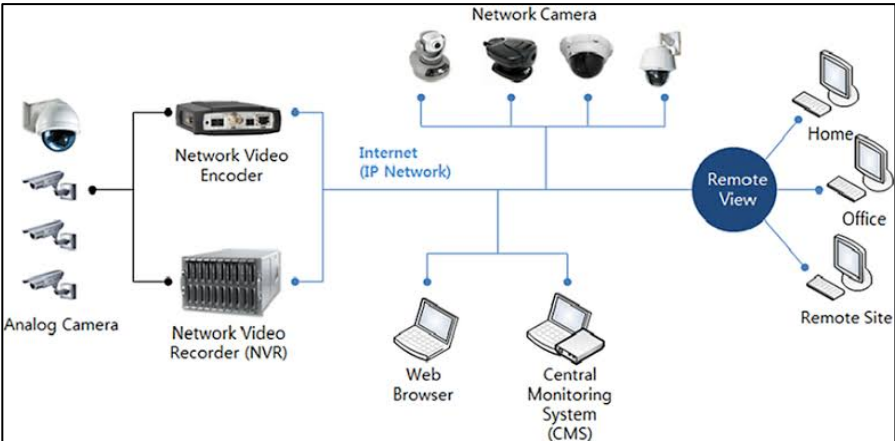 Network Camera
Network Video
Encoder
Internet
(IP Network)
Remote
View
Home
Office
Remote Site
Analog Camera
Network Video
Recorder (NVR)
Web
Browser
Central
Monitoring
System
(CMS)